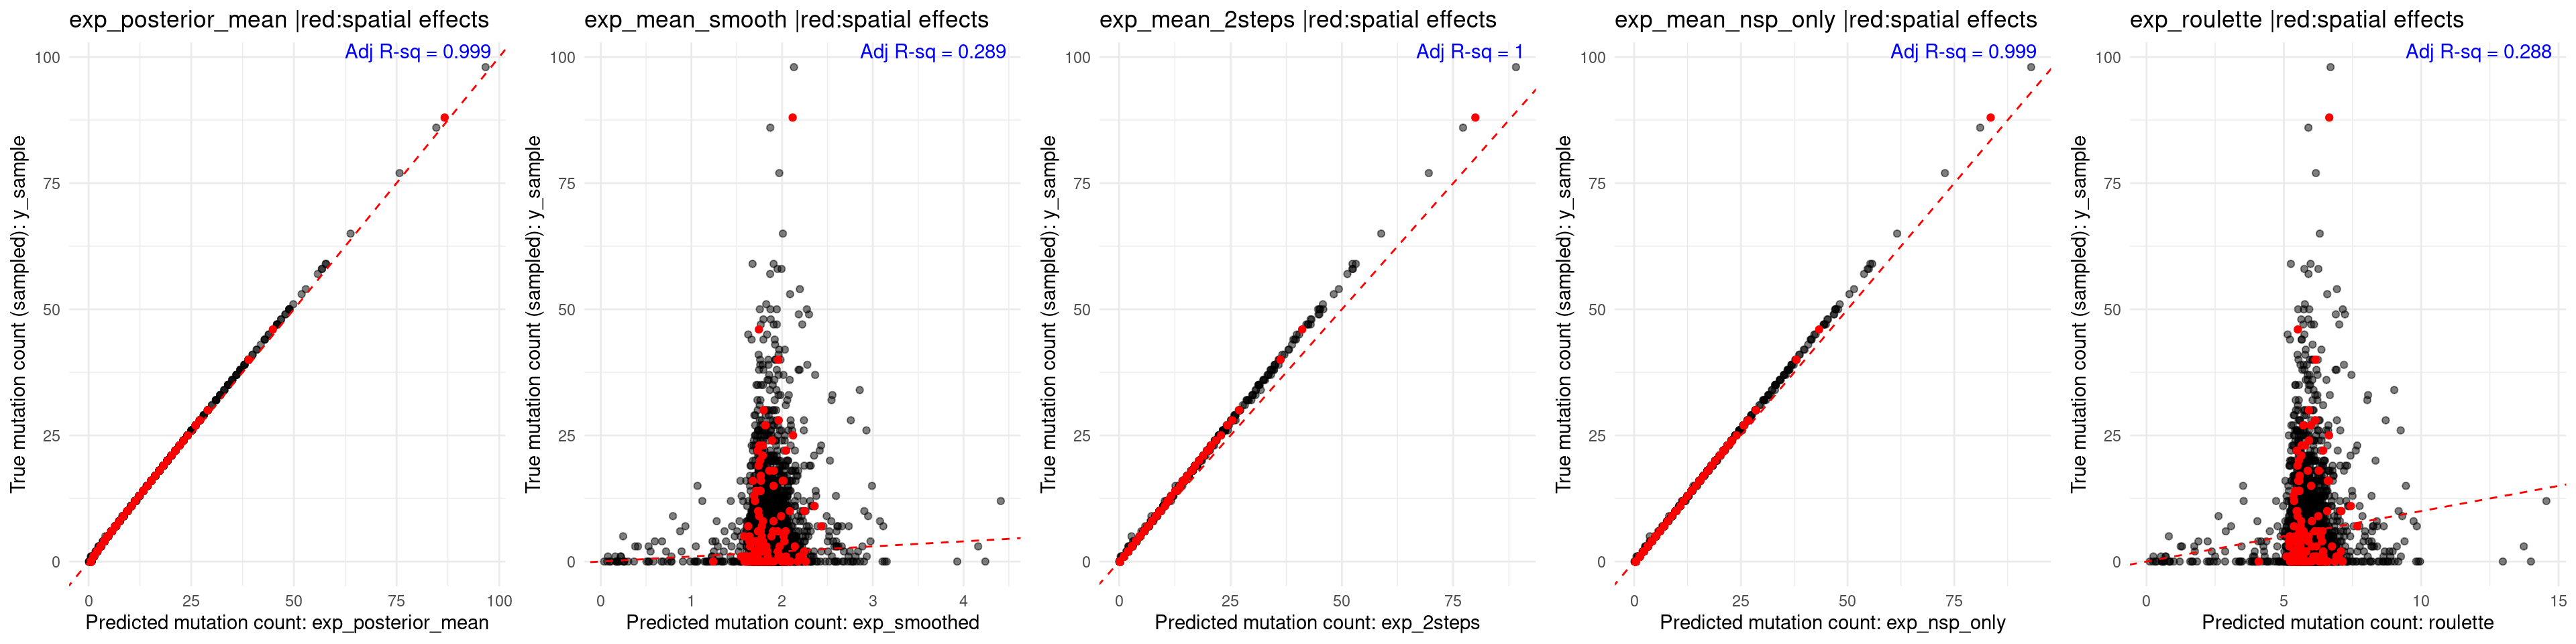 exp_posterior_mean |red:spatial effects
Adj R-sq = 0.999
100
75
50
25
0
True mutation count (sampled): y_sample
0 25 50 75 100
Predicted mutation count: exp_posterior_mean
exp_mean_smooth |red:spatial effects
Adj R-sq = 0.289
100
75
50
25
0
True mutation count (sampled): y_sample
0 1 2 3 4
Predicted mutation count: exp_smoothed
exp_mean_2steps |red:spatial effects
Adj R-sq = 1
100
75
50
25
0
True mutation count (sampled): y_sample
0 25 50 75
Predicted mutation count: exp_2steps
exp_mean_nsp_only |red:spatial effects
Adj R-sq = 0.999
100
75
50
25
0
True mutation count (sampled): y_sample
0 25 50 75
Predicted mutation count: exp_nsp_only
exp_roulette |red:spatial effects
Adj R-sq = 0.288
100
75
50
25
0
True mutation count (sampled): y_sample
0 5 10 15
Predicted mutation count: roulette